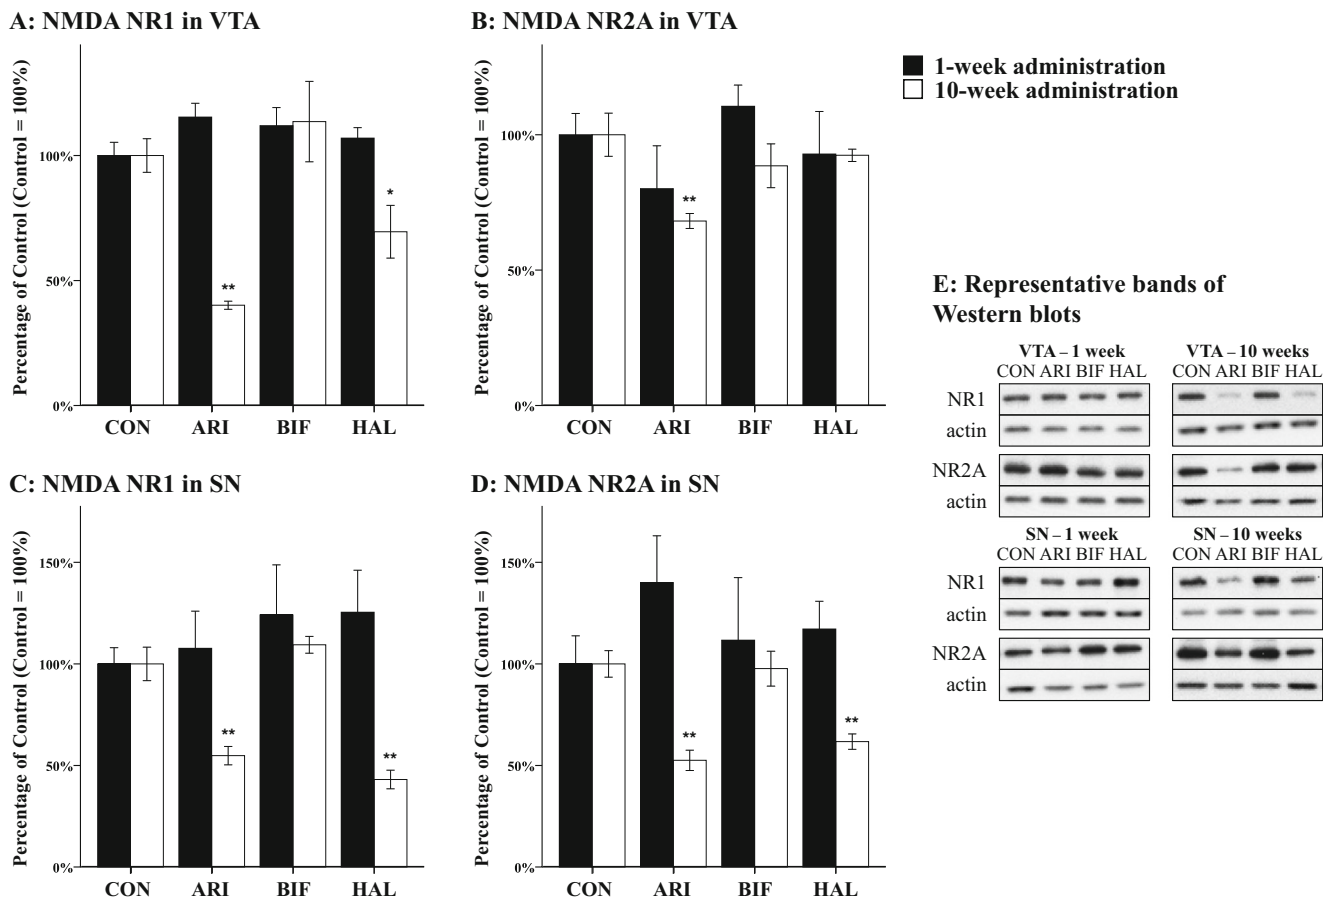 A: NMDA NR1 in VTA
Percentage of Control (Control = 100%)
100%
50%
0%
**
*
CON ARI BIF HAL
B: NMDA NR2A in VTA
Percentage of Control (Control = 100%)
100%
50%
0%
**
CON ARI BIF HAL
1-week administration
10-week administration
C: NMDA NR1 in SN
Percentage of Control (Control = 100%)
150%
100%
50%
0%
**
**
CON ARI BIF HAL
D: NMDA NR2A in SN
Percentage of Control (Control = 100%)
150%
100%
50%
0%
**
**
CON ARI BIF HAL
E: Representative bands of
Western blots
VTA – 1 week
CON ARI BIF HAL
VTA – 10 weeks
CON ARI BIF HAL
NR1
actin
NR2A
actin
SN – 1 week
CON ARI BIF HAL
SN – 10 weeks
CON ARI BIF HAL
NR1
actin
NR2A
actin